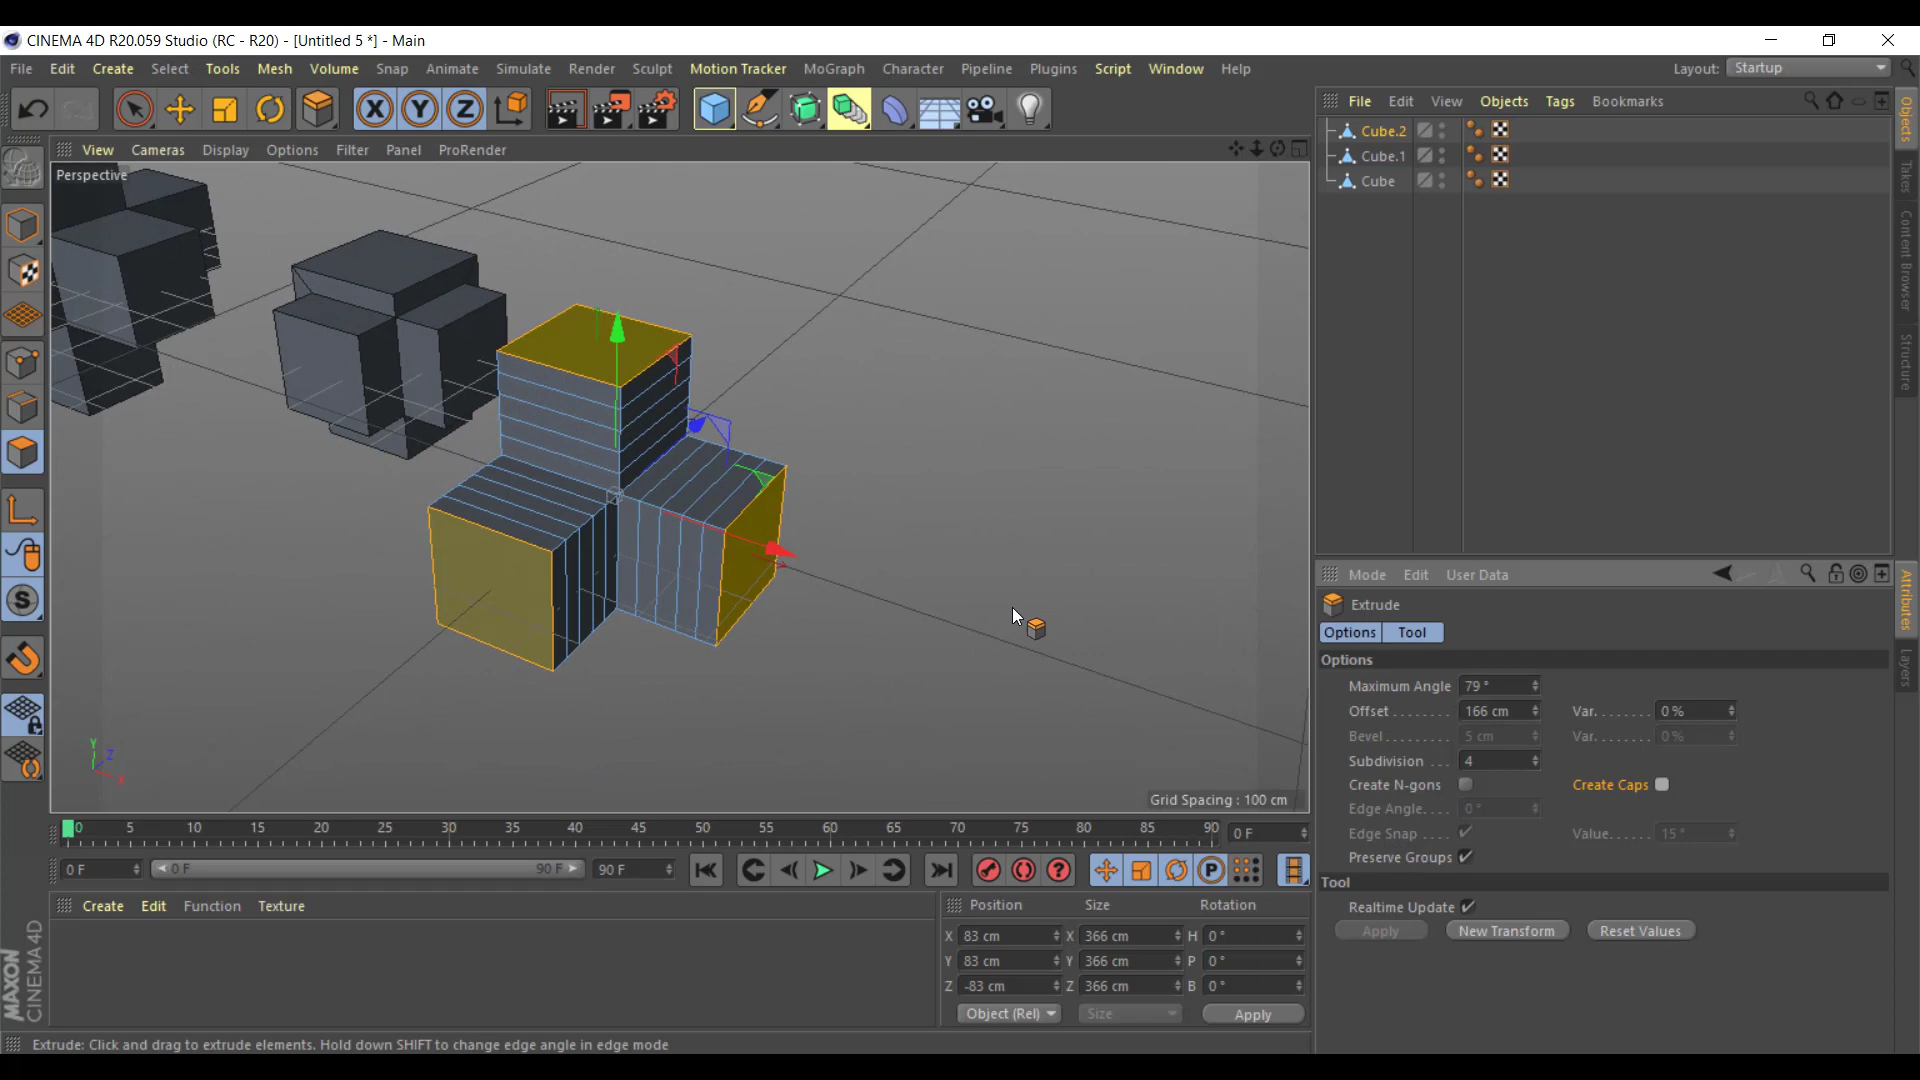 CINEMA 4D R20.059 Studio (RC - R20) - [Untitled 5 *] - Main
File Edit Create Select Tools Mesh Volume Snap Animate Simulate Render Sculpt Motion Tracker MoGraph Character Pipeline Plugins Script Window Help Layout: Startup
X Y Z
File Edit View Objects Tags Bookmarks
View Cameras Display Options Filter Panel ProRender
Perspective
Cube.2
Cube.1
Cube
Objects
Takes
Content Browser
Structure
Mode Edit User Data
Extrude
Options Tool
Options
Maximum Angle 79 °
Offset . . . . . . . . 166 cm Var. . . . . . . . 0 %
Bevel . . . . . . . . . 5 cm Var. . . . . . . . 0 %
Subdivision . . . 4
Create N-gons Create Caps
Edge Angle. . . . 0 ° 
Edge Snap . . . . Value. . . . . . 15 °
Preserve Groups
Tool
Realtime Update
Apply New Transform Reset Values
Attributes
Layers
S
Y Z X
Grid Spacing : 100 cm
0 5 10 15 20 25 30 35 40 45 50 55 60 65 70 75 80 85 90 0 F
0 F 0 F 90 F 90 F ? P
Create Edit Function Texture
Position Size Rotation
X 83 cm X 366 cm H 0 °
Y 83 cm Y 366 cm P 0 °
Z -83 cm Z 366 cm B 0 °
Object (Rel) Size Apply
MAXON
CINEMA 4D
Extrude: Click and drag to extrude elements. Hold down SHIFT to change edge angle in edge mode